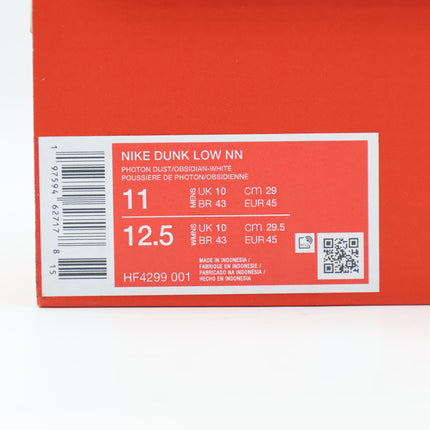 NIKE DUNK LOW NN
PHOTON DUST/OBSIDIAN-WHITE
POUSSIERE DE PHOTON/OBSIDIENNE
11 MENS UK 10 cm 29
BR 43 EUR 45
12.5 WMNS UK 10 cm 29.5
BR 43 EUR 45
HF4299 001
MADE IN INDONESIA /
FABRIQUE EN INDONESIE /
FABRICADO NA INDONÉSIA /
HECHO EN INDONESIA
1 97594 62717 8 15